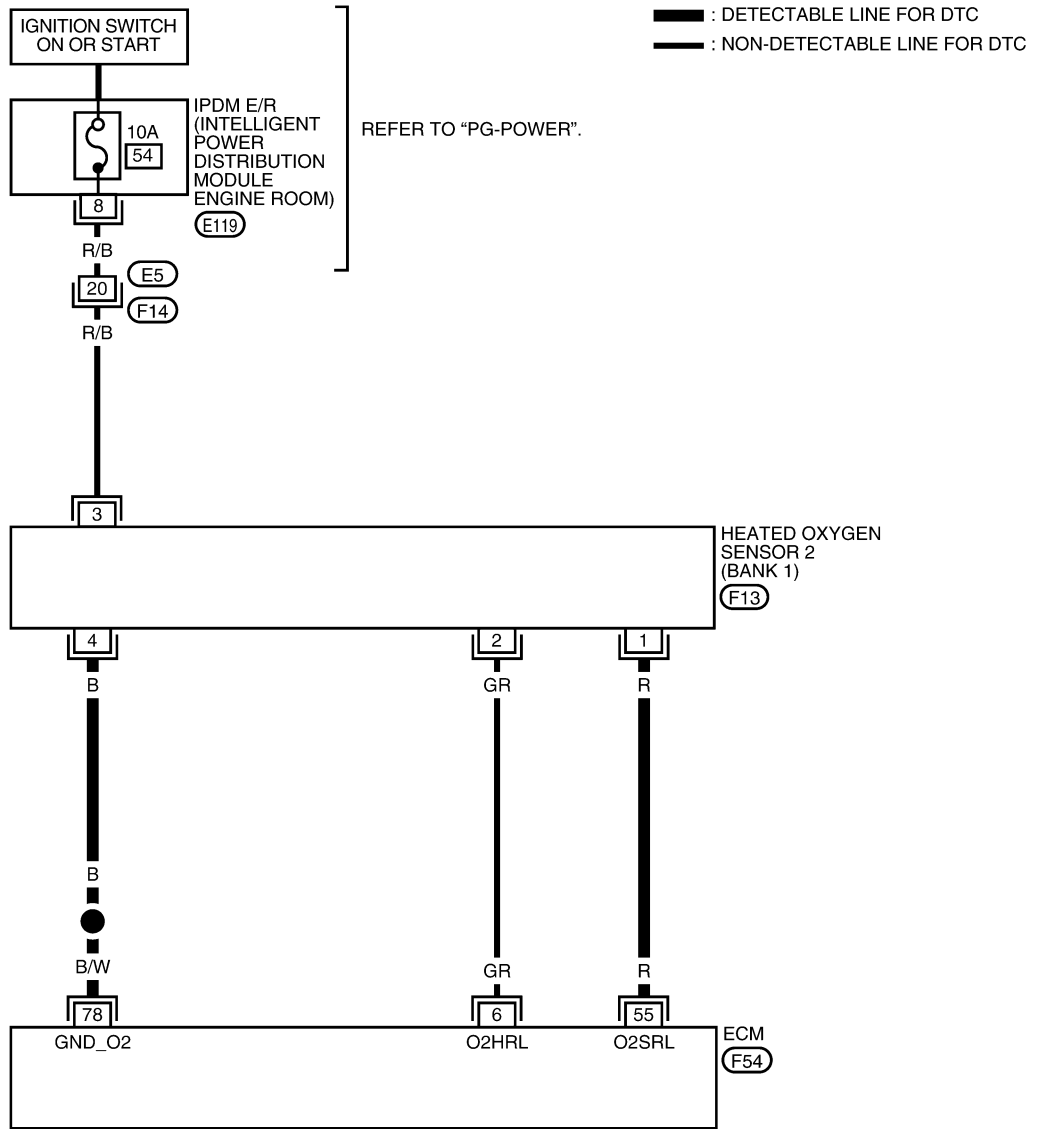 IGNITION SWITCH
ON OR START
: DETECTABLE LINE FOR DTC
: NON-DETECTABLE LINE FOR DTC
10A
54
IPDM E/R
(INTELLIGENT
POWER
DISTRIBUTION
MODULE
ENGINE ROOM)
E119
REFER TO “PG-POWER”.
8
R/B
E5
20
F14
R/B
3
HEATED OXYGEN
SENSOR 2
(BANK 1)
F13
4
2
1
B
GR
R
B
B/W
GR
R
78
6
55
GND_O2
O2HRL
O2SRL
ECM
F54